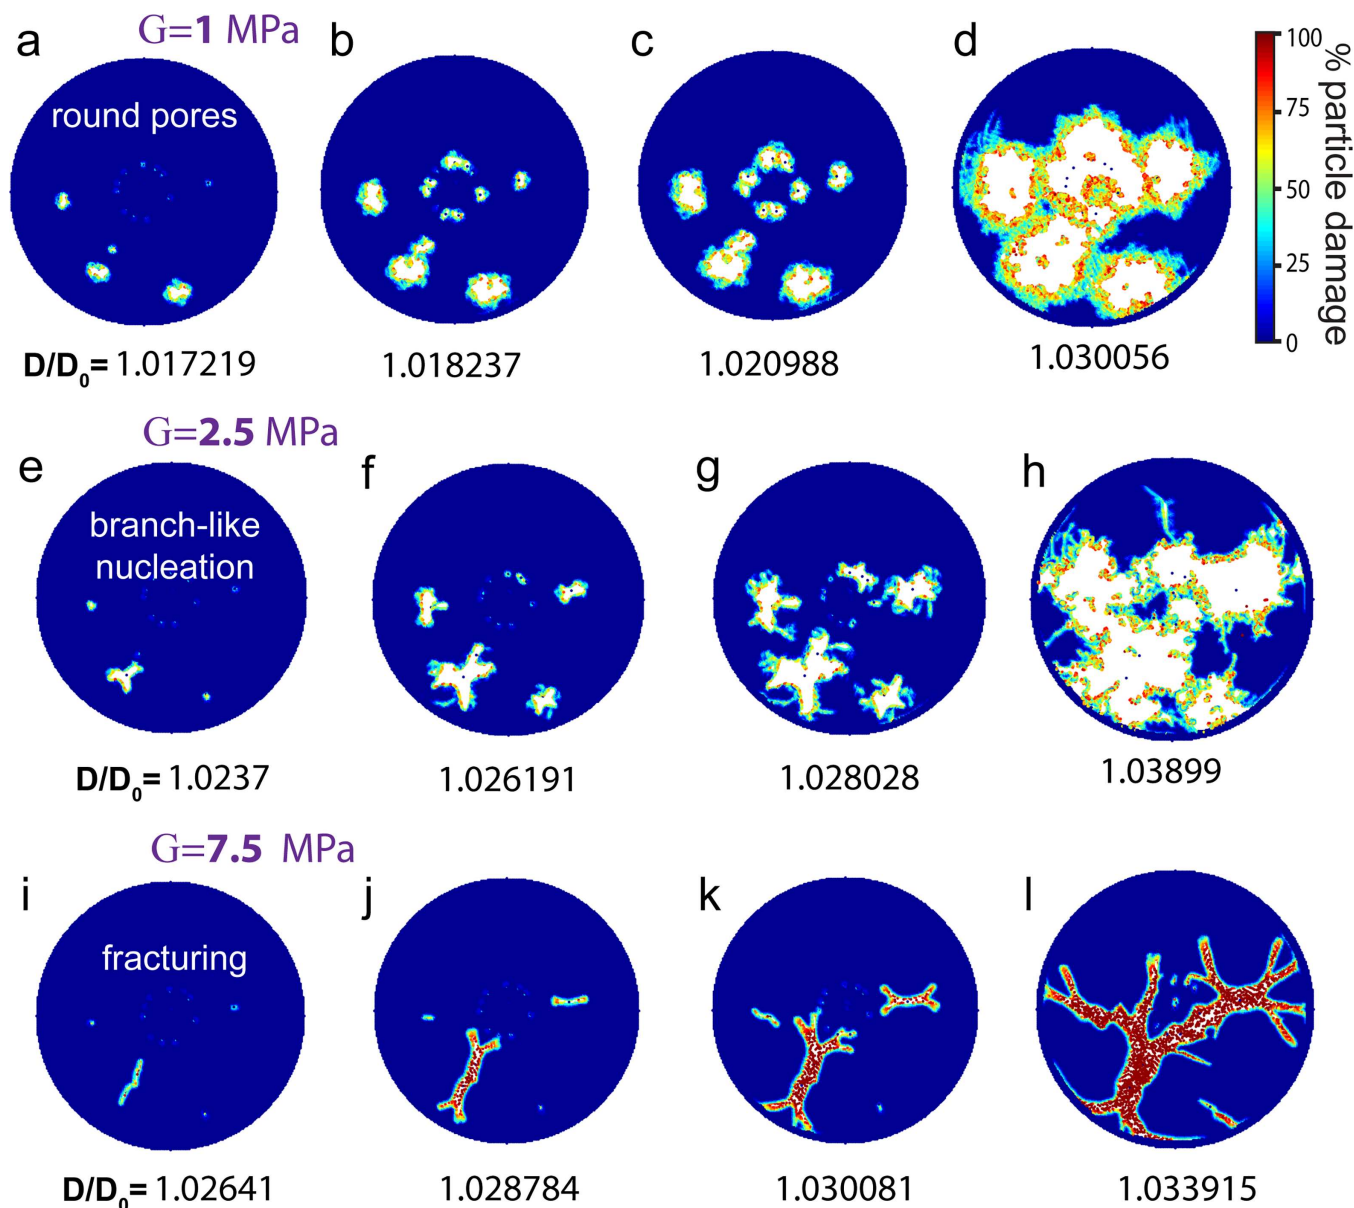 G=1 MPa
a b c d
round pores
100
75
50
25
0
% particle damage
D/D0= 1.017219 1.018237 1.020988 1.030056
G=2.5 MPa
e f g h
branch-like
nucleation
D/D0= 1.0237 1.026191 1.028028 1.03899
G=7.5 MPa
i j k l
fracturing
D/D0= 1.02641 1.028784 1.030081 1.033915